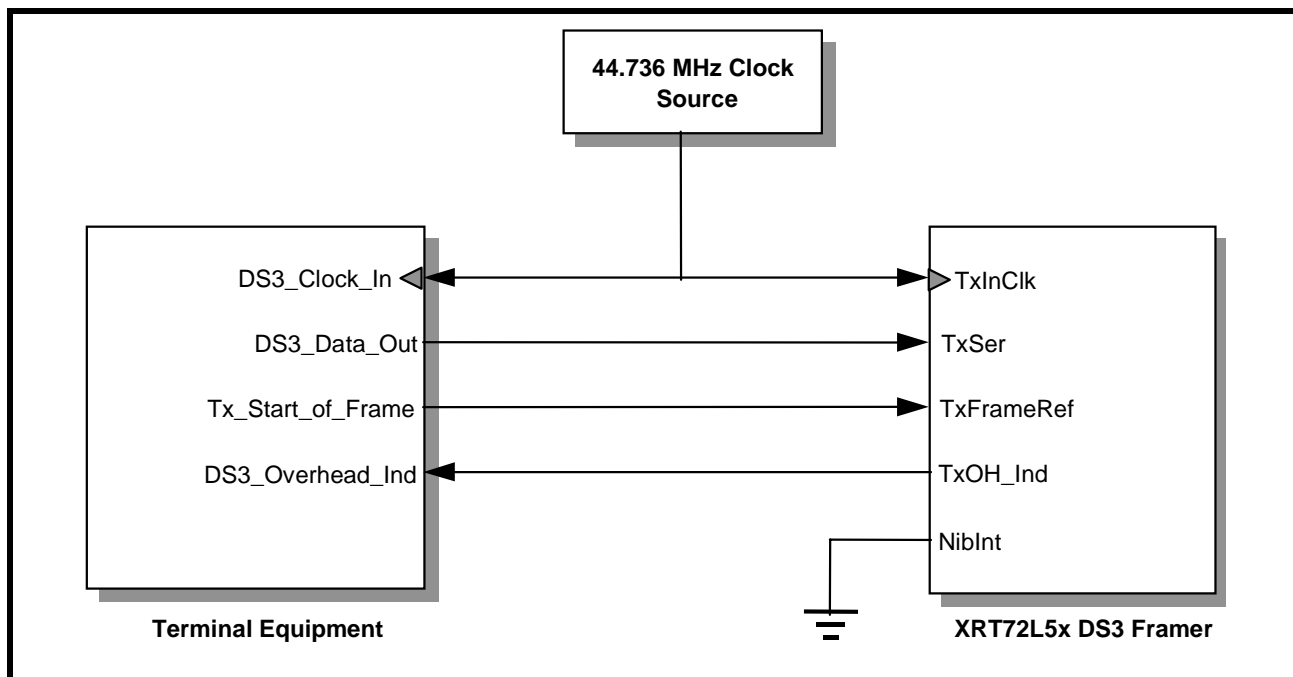 44.736 MHz Clock
Source
DS3_Clock_In
TxInClk
DS3_Data_Out
TxSer
Tx_Start_of_Frame
TxFrameRef
DS3_Overhead_Ind
TxOH_Ind
NibInt
Terminal Equipment
XRT72L5x DS3 Framer